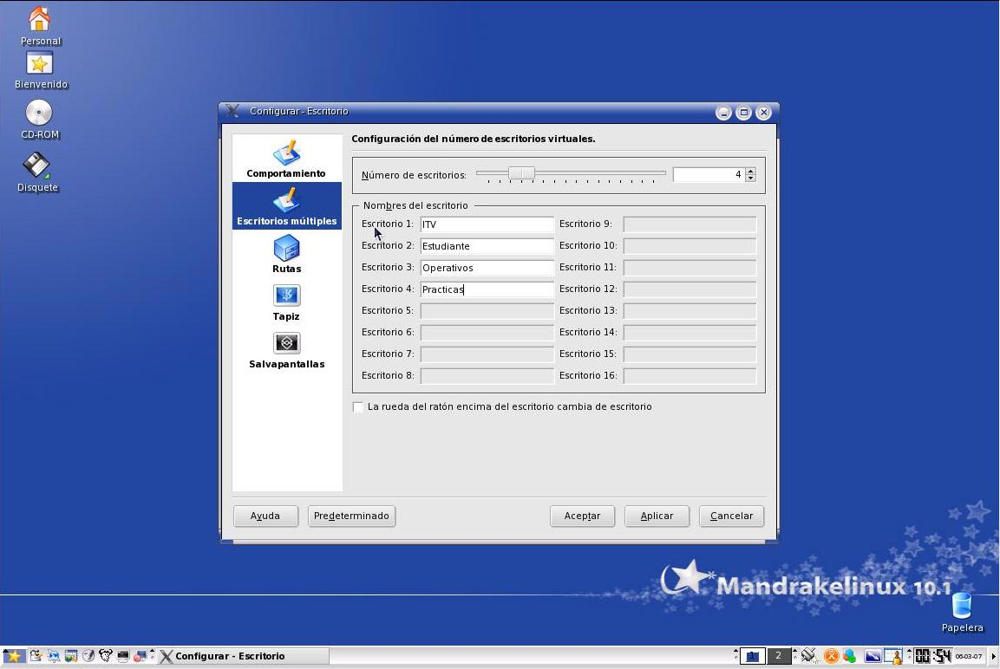 Personal
Bienvenido
CD-ROM
Disquete
Configurar - Escritorio
Comportamiento
Escritorios múltiples
Rutas
Tapiz
Salvapantallas
Configuración del número de escritorios virtuales.
Número de escritorios: 4
Nombres del escritorio
Escritorio 1: ITV Escritorio 9:
Escritorio 2: Estudiante Escritorio 10:
Escritorio 3: Operativos Escritorio 11:
Escritorio 4: Practicas Escritorio 12:
Escritorio 5: Escritorio 13:
Escritorio 6: Escritorio 14:
Escritorio 7: Escritorio 15:
Escritorio 8: Escritorio 16:
La rueda del ratón encima del escritorio cambia de escritorio
Ayuda Predeterminado Aceptar Aplicar Cancelar
Mandrakelinux 10.1
Papelera
Configurar - Escritorio 1 2 00:54 06-03-07